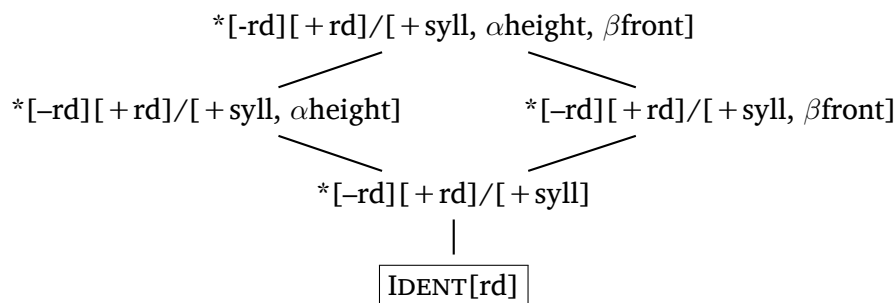 *[-rd][+rd]/[+syll, αheight, βfront]
*[–rd][+rd]/[+syll, αheight] *[–rd][+rd]/[+syll, βfront]
*[–rd][+rd]/[+syll]
IDENT[rd]